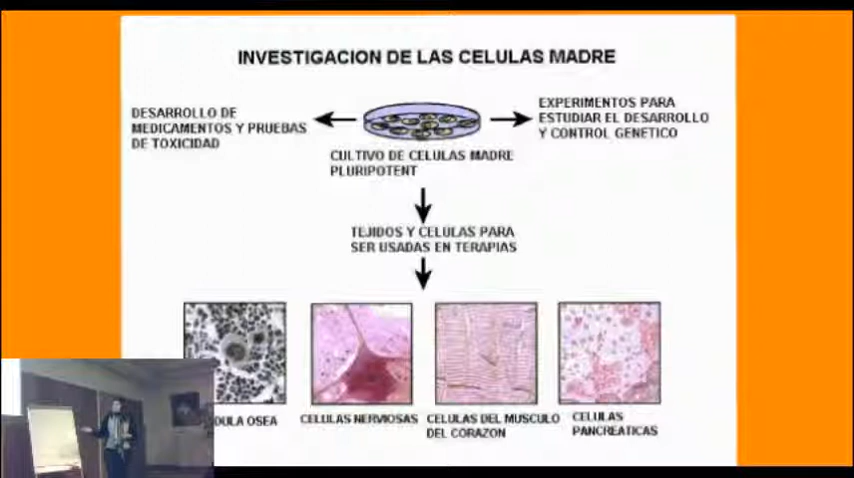 INVESTIGACION DE LAS CELULAS MADRE
DESARROLLO DE
MEDICAMENTOS Y PRUEBAS
DE TOXICIDAD
EXPERIMENTOS PARA
ESTUDIAR EL DESARROLLO
Y CONTROL GENETICO
CULTIVO DE CELULAS MADRE
PLURIPOTENT
TEJIDOS Y CELULAS PARA
SER USADAS EN TERAPIAS
OSEA
CELULAS NERVIOSAS
CELULAS DEL MUSCULO
DEL CORAZON
CELULAS
PANCREATICAS